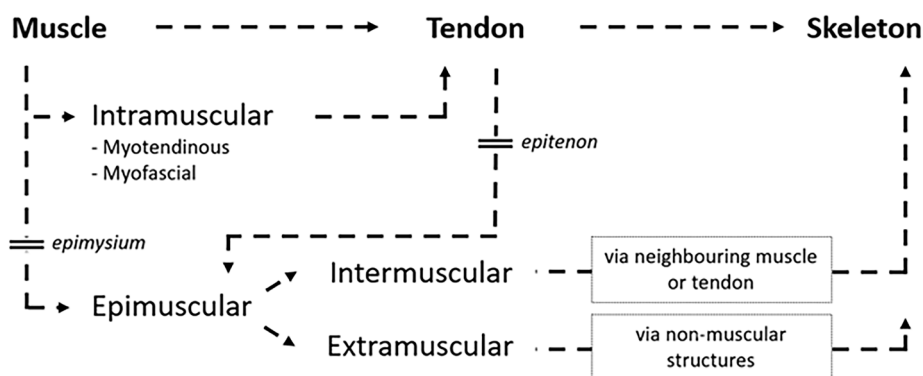 Muscle
Tendon
Skeleton
Intramuscular
- Myotendinous
- Myofascial
epitenon
epimysium
Intermuscular
via neighbouring muscle
or tendon
Epimuscular
Extramuscular
via non-muscular
structures